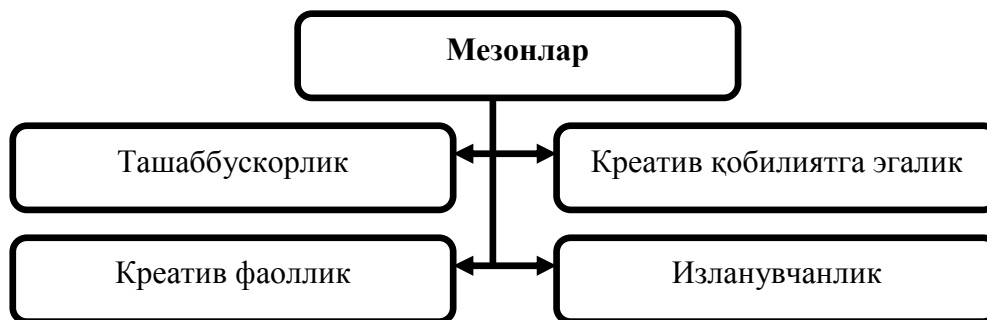 Мезонлар
Ташаббускорлик
Креатив қобилиятга эгалик
Креатив фаоллик
Изланувчанлик